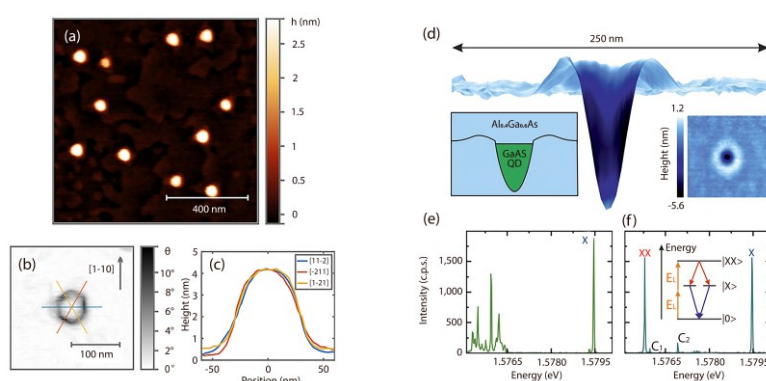 (a)
h (nm)
2.5
2
1.5
1
0.5
0
400 nm
(b)
[1-10]
100 nm
θ
10°
8°
6°
4°
2°
0°
(c)
[11-2]
[-211]
[1-21]
Height (nm)
5
4
3
2
1
0
-50
0
50
Position (nm)
(d)
250 nm
Al₀.₄Ga₀.₆As
GaAS
QD
1.2
Height (nm)
-5.6
(e)
X
Intensity (c.p.s.)
1,500
1,000
500
0
1.5765
1.5780
1.5795
Energy (eV)
(f)
XX
X
Energy
|XX>
|X>
|0>
E_L
E_L
C₁
C₂
1.5765
1.5780
1.5795
Energy (eV)